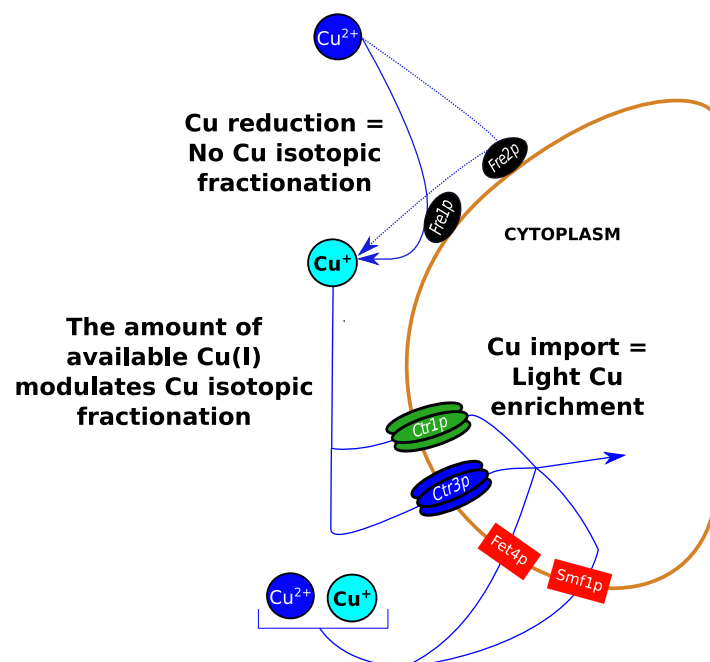 Cu²⁺
Cu reduction =
No Cu isotopic
fractionation
Fre2p
Fre1p
CYTOPLASM
Cu⁺
The amount of
available Cu(I)
modulates Cu isotopic
fractionation
Cu import =
Light Cu
enrichment
Ctr1p
Ctr3p
Fet4p
Smf1p
Cu²⁺
Cu⁺